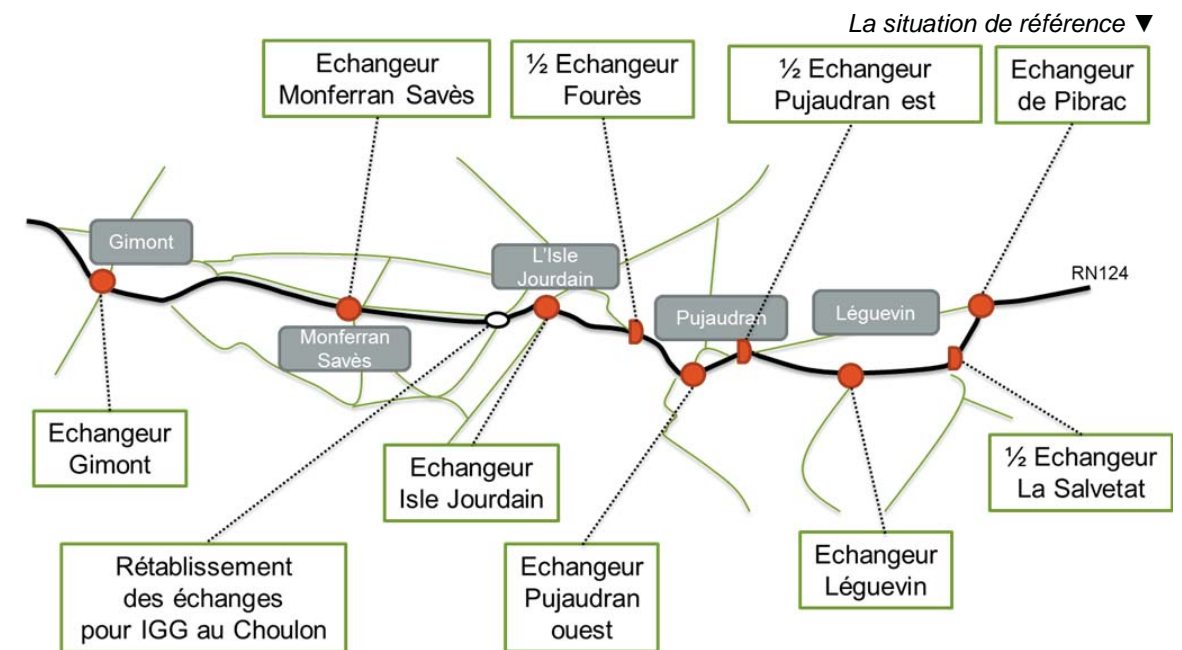 La situation de référence ▼
Echangeur
Monferran Savès
½ Echangeur
Fourès
½ Echangeur
Pujaudran est
Echangeur
de Pibrac
Gimont
L'Isle
Jourdain
RN124
Pujaudran
Léguevin
Monferran
Savès
Echangeur
Gimont
Echangeur
Isle Jourdain
½ Echangeur
La Salvetat
Rétablissement
des échanges
pour IGG au Choulon
Echangeur
Pujaudran
ouest
Echangeur
Léguevin